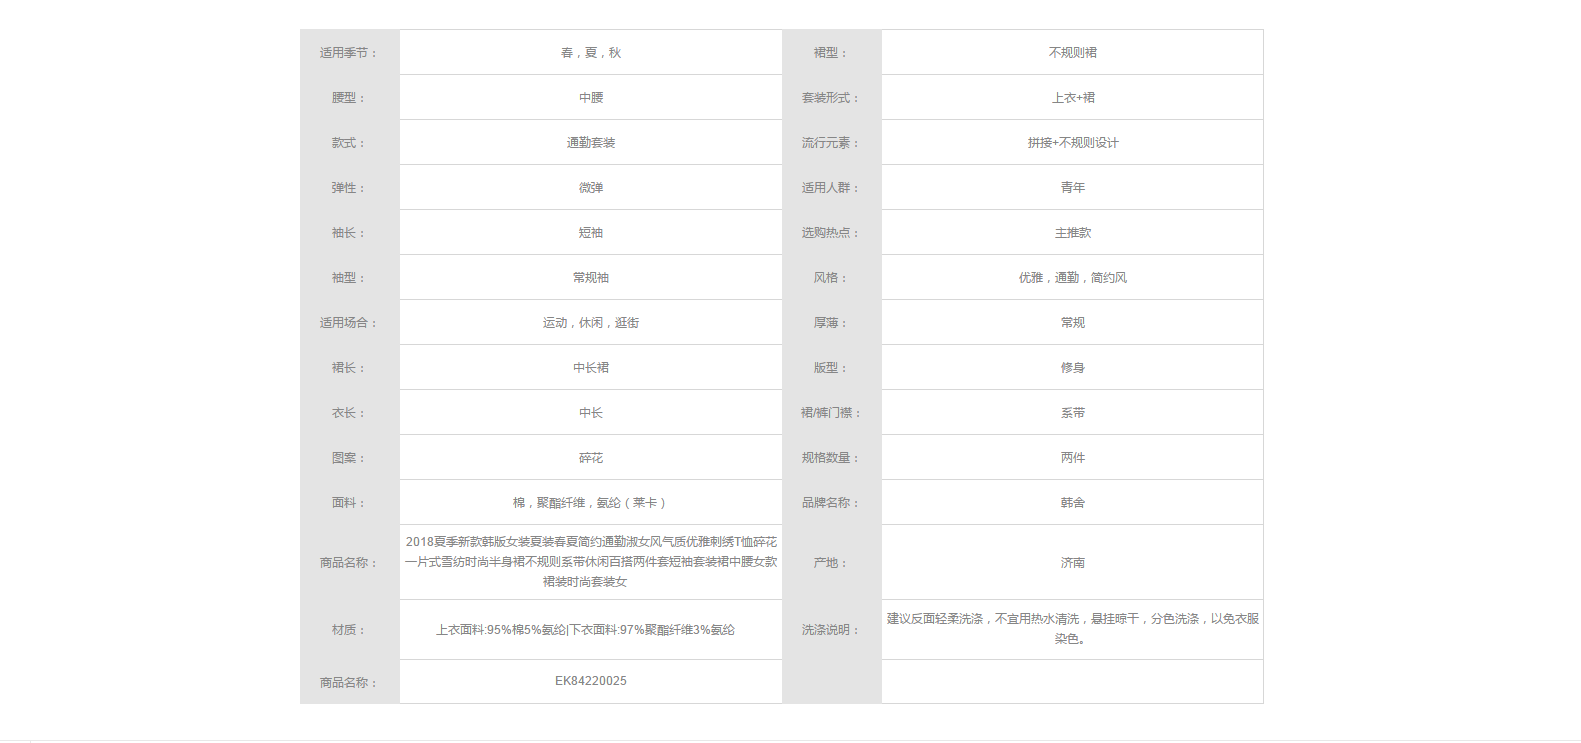 适用季节： 春，夏，秋 裙型： 不规则裙
腰型： 中腰 套装形式： 上衣+裙
款式： 通勤套装 流行元素： 拼接+不规则设计
弹性： 微弹 适用人群： 青年
袖长： 短袖 选购热点： 主推款
袖型： 常规袖 风格： 优雅，通勤，简约风
适用场合： 运动，休闲，逛街 厚薄： 常规
裙长： 中长裙 版型： 修身
衣长： 中长 裙/裤门襟： 系带
图案： 碎花 规格数量： 两件
面料： 棉，聚酯纤维，氨纶（莱卡） 品牌名称： 韩舍
商品名称： 2018夏季新款韩版女装夏装春夏简约通勤淑女风气质优雅刺绣T恤碎花
一片式雪纺时尚半身裙不规则系带休闲百搭两件套短袖套装裙中腰女款
裙装时尚套装女
产地： 济南
材质： 上衣面料:95%棉5%氨纶|下衣面料:97%聚酯纤维3%氨纶
洗涤说明： 建议反面轻柔洗涤，不宜用热水清洗，悬挂晾干，分色洗涤，以免衣服
染色。
商品名称： EK84220025